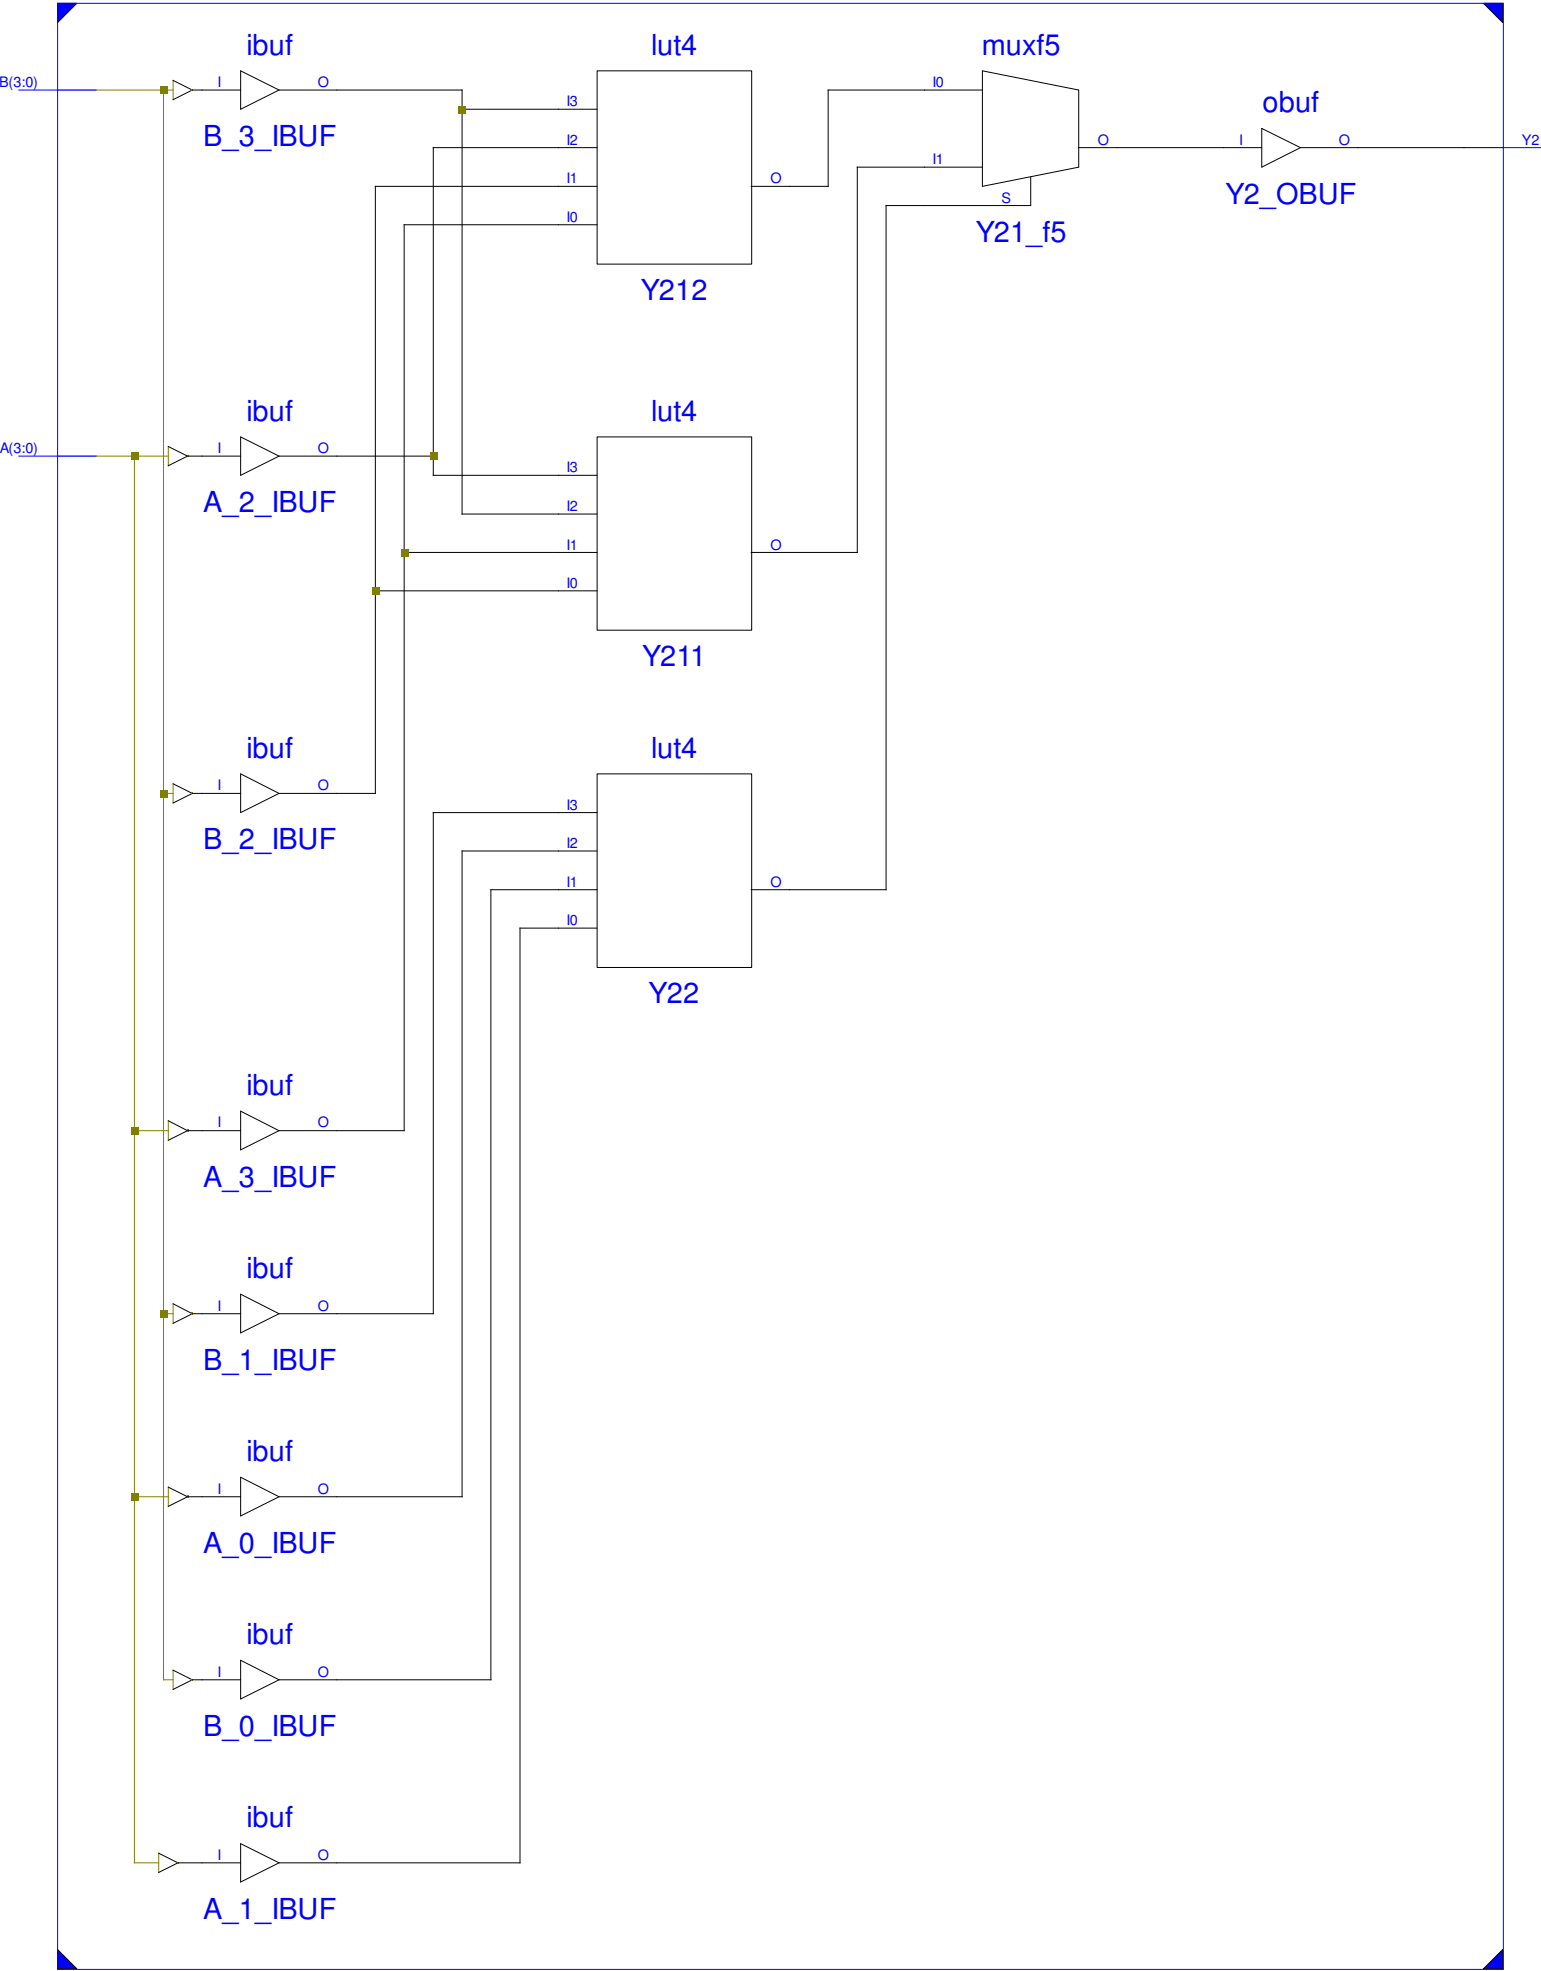 ibuf
lut4
muxf5
obuf
B(3:0)
I
O
B_3_IBUF
I3
I2
I1
I0
O
Y212
I0
I1
S
O
Y21_f5
I
O
Y2
Y2_OBUF
ibuf
lut4
A(3:0)
I
O
A_2_IBUF
I3
I2
I1
I0
O
Y211
ibuf
lut4
I
O
B_2_IBUF
I3
I2
I1
I0
O
Y22
ibuf
I
O
A_3_IBUF
ibuf
I
O
B_1_IBUF
ibuf
I
O
A_0_IBUF
ibuf
I
O
B_0_IBUF
ibuf
I
O
A_1_IBUF